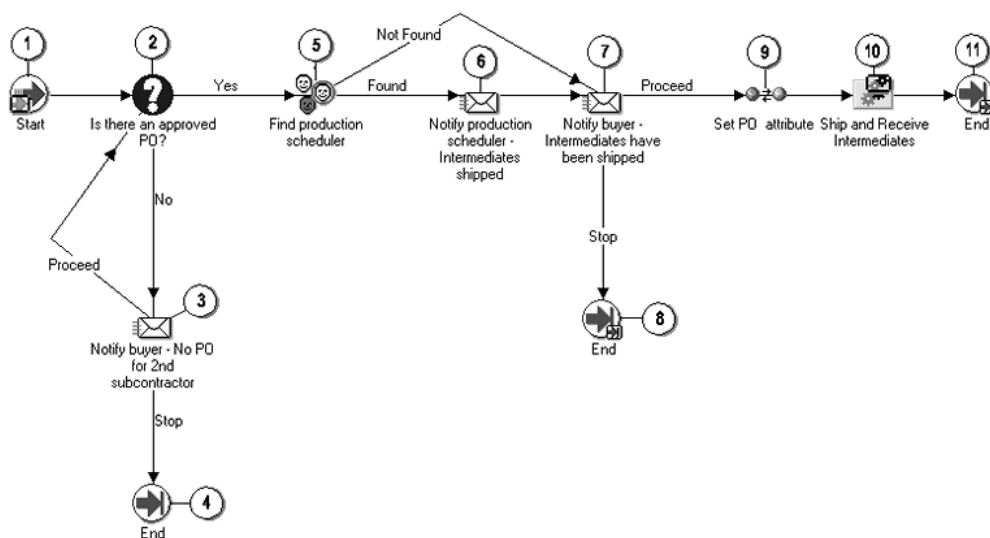 1
2
5
6
7
9
10
11
Not Found
Yes
Found
Proceed
Start
Is there an approved
PO?
Find production
scheduler
Notify production
scheduler -
Intermediates
shipped
Notify buyer -
Intermediates have
been shipped
Set PO attribute
Ship and Receive
Intermediates
End
No
Proceed
Stop
3
8
Notify buyer - No PO
for 2nd
subcontractor
End
Stop
4
End